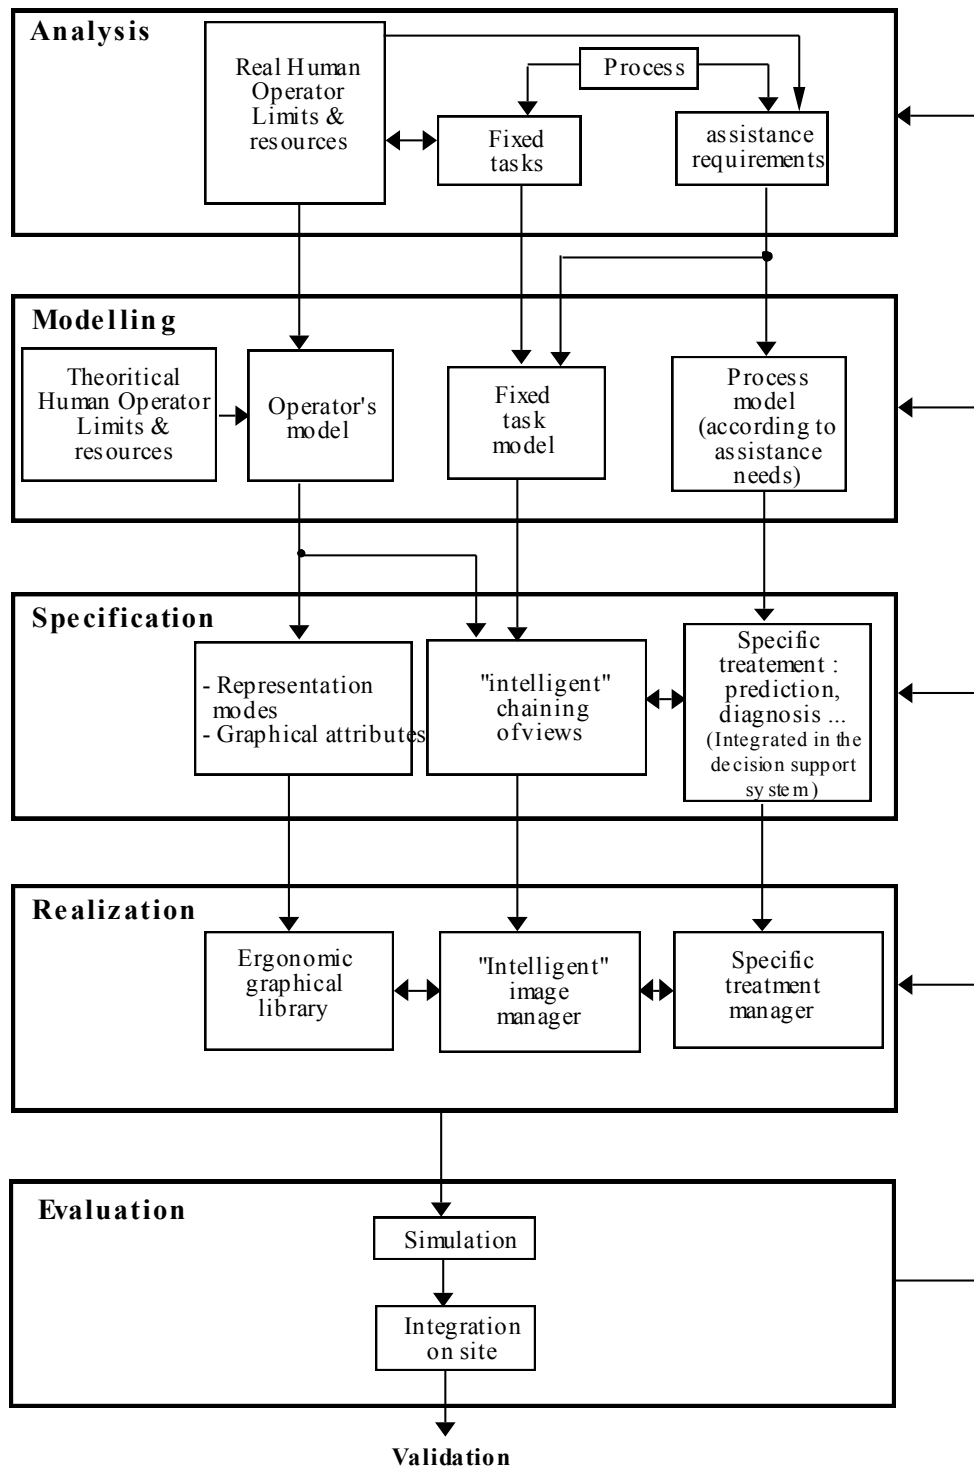 Analysis
Real Human
Operator
Limits &
resources
Process
Fixed
tasks
assistance
requirements
Modelling
Theoritical
Human Operator
Limits &
resources
Operator's
model
Fixed
task
model
Process
model
(according to
assistance
needs)
Specification
- Representation
modes
- Graphical attributes
"intelligent"
chaining
ofviews
Specific
treatement :
prediction,
diagnosis ...
(Integrated in the
decision support
system)
Realization
Ergonomic
graphical
library
"Intelligent"
image
manager
Specific
treatment
manager
Evaluation
Simulation
Integration
on site
Validation